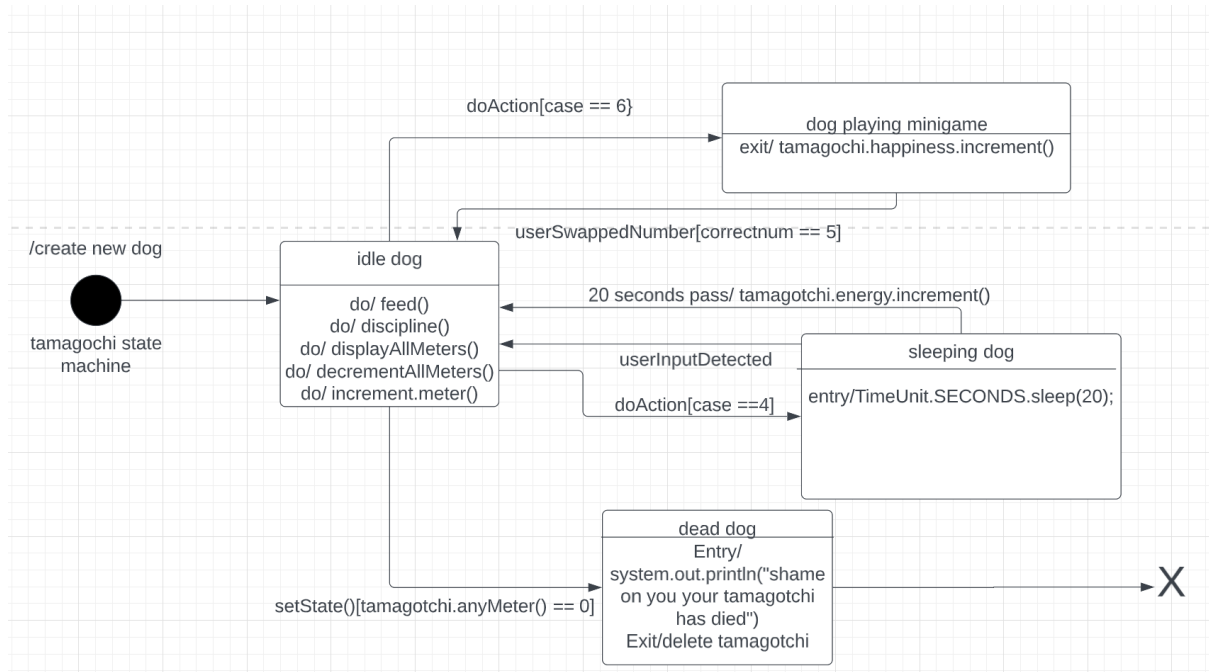 doAction[case == 6}
dog playing minigame
exit/ tamagochi.happiness.increment()
userSwappedNumber[correctnum == 5]
/create new dog
tamagochi state
machine
idle dog
do/ feed()
do/ discipline()
do/ displayAllMeters()
do/ decrementAllMeters()
do/ increment.meter()
20 seconds pass/ tamagotchi.energy.increment()
userInputDetected
doAction[case ==4]
sleeping dog
entry/TimeUnit.SECONDS.sleep(20);
setState()[tamagotchi.anyMeter() == 0]
dead dog
Entry/
system.out.println("shame
on you your tamagotchi
has died")
Exit/delete tamagotchi
X